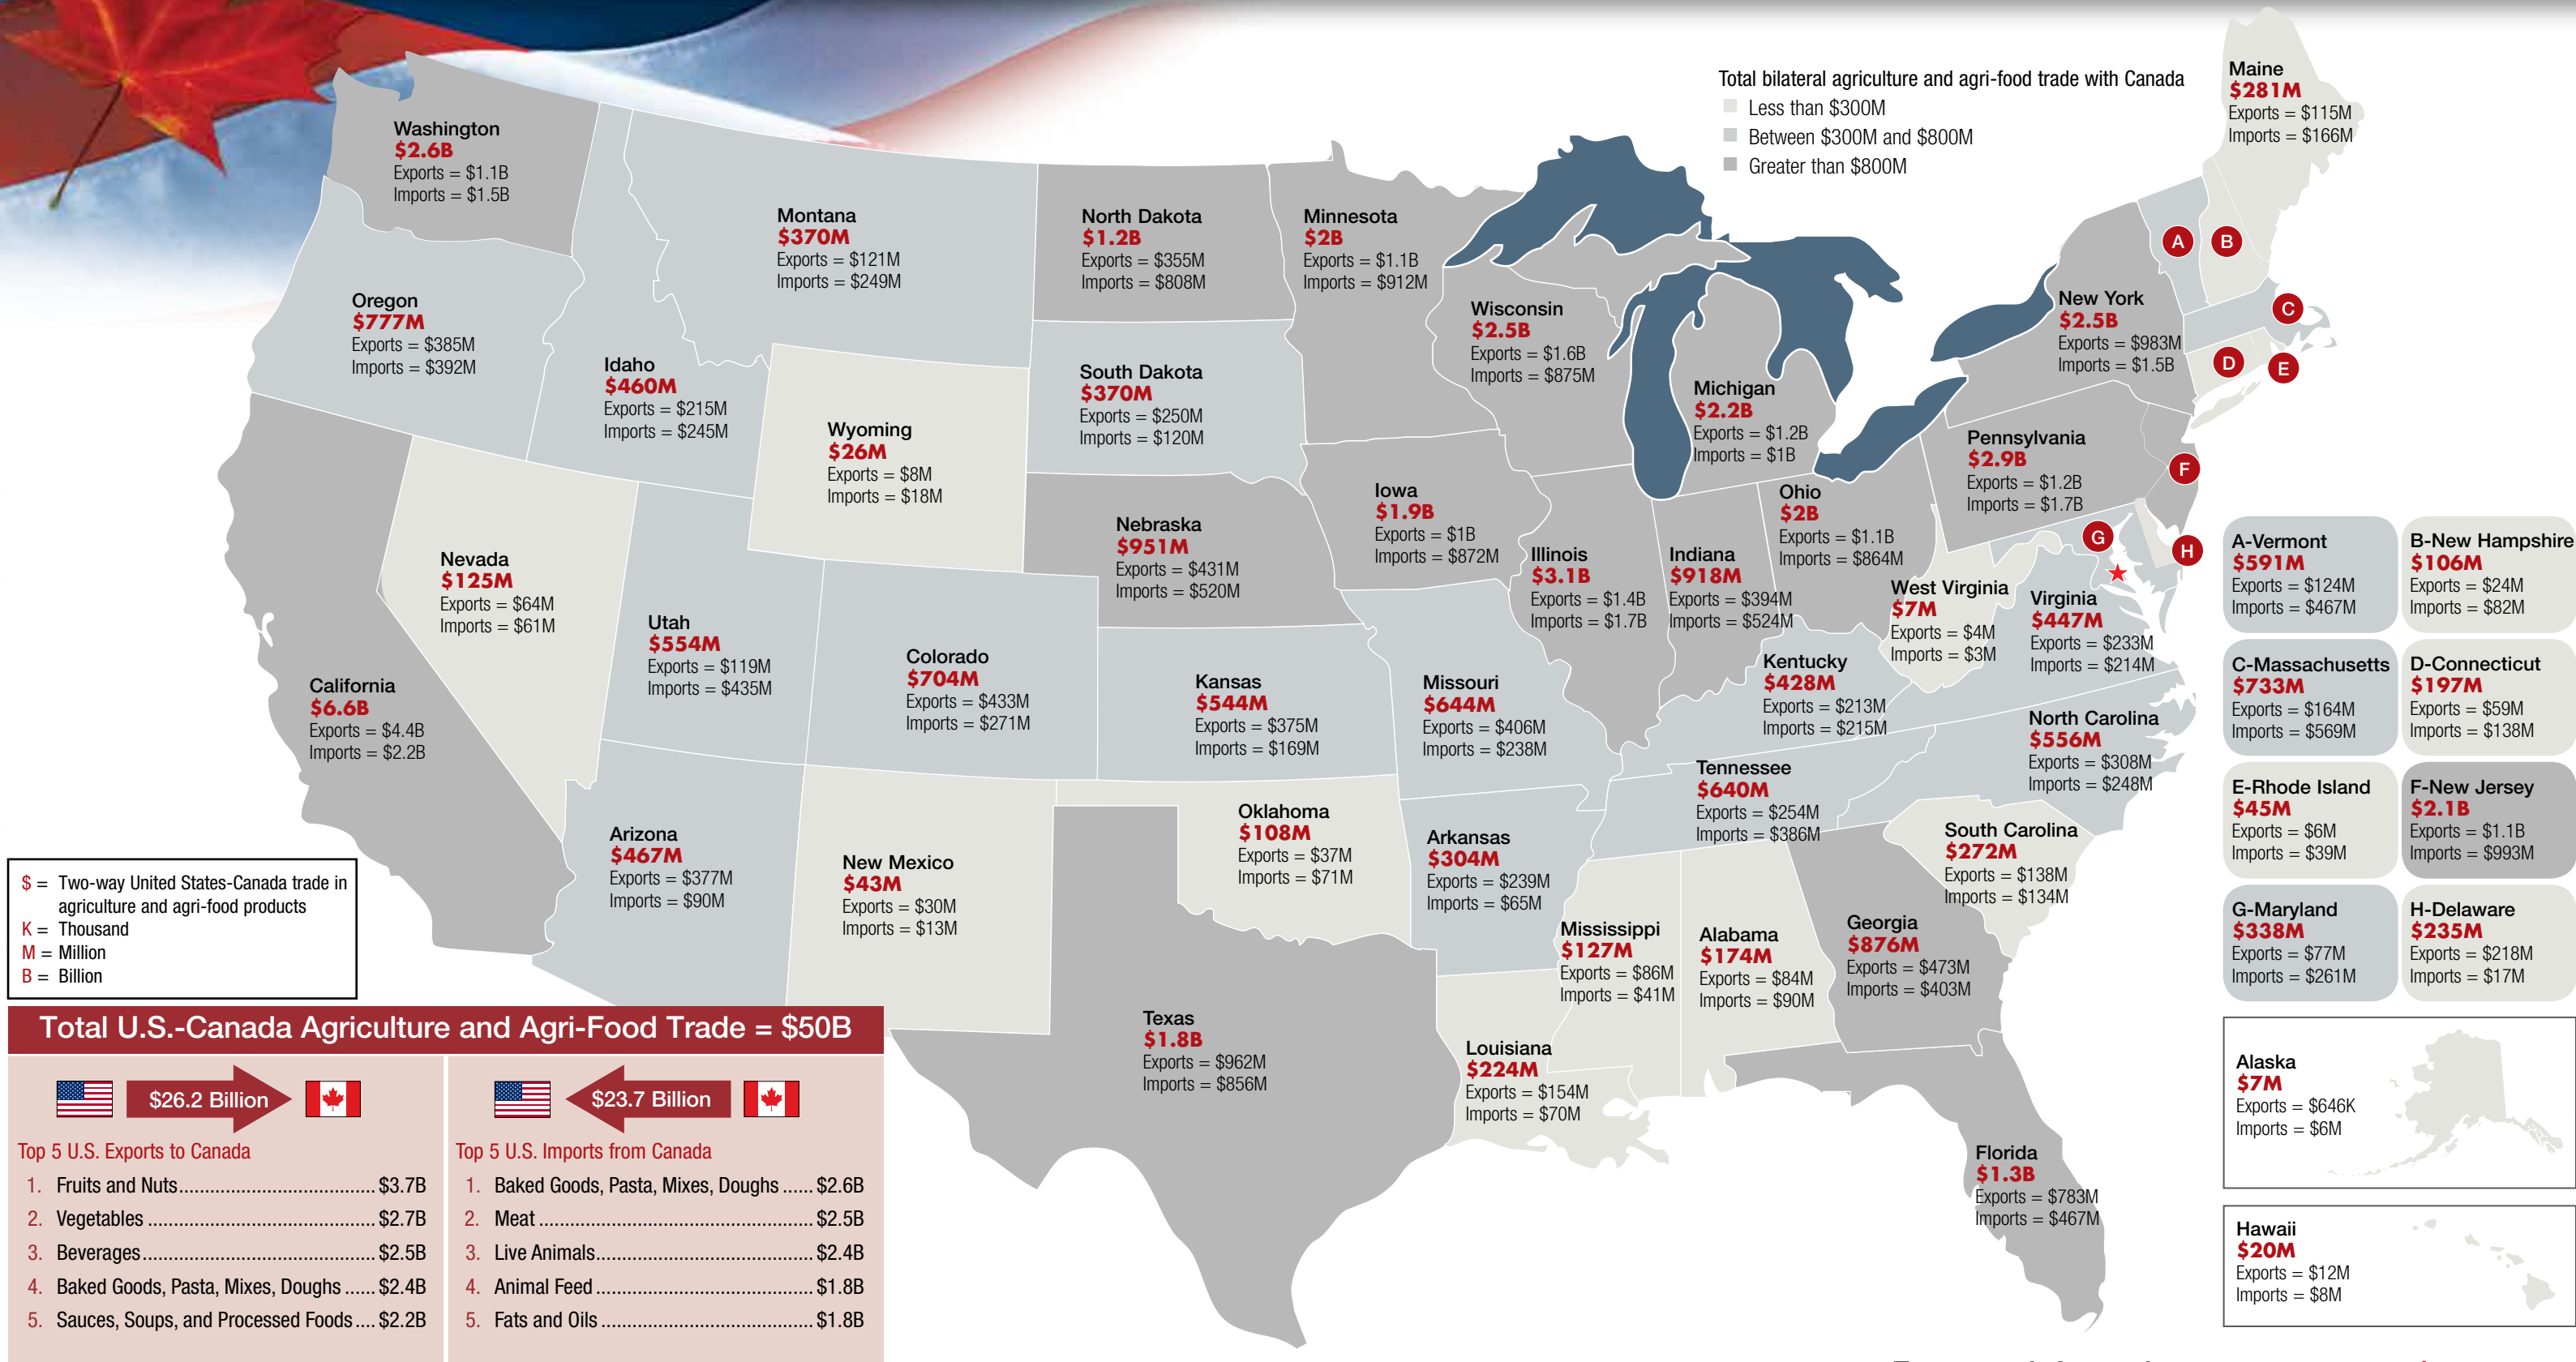 Total bilateral agriculture and agri-food trade with Canada
Less than $300M
Between $300M and $800M
Greater than $800M
Maine
$281M
Exports = $115M
Imports = $166M
Washington
$2.6B
Exports = $1.1B
Imports = $1.5B
Montana
$370M
Exports = $121M
Imports = $249M
North Dakota
$1.2B
Exports = $355M
Imports = $808M
Minnesota
$2B
Exports = $1.1B
Imports = $912M
Oregon
$777M
Exports = $385M
Imports = $392M
Idaho
$460M
Exports = $215M
Imports = $245M
Wyoming
$26M
Exports = $8M
Imports = $18M
South Dakota
$370M
Exports = $250M
Imports = $120M
Wisconsin
$2.5B
Exports = $1.6B
Imports = $875M
Michigan
$2.2B
Exports = $1.2B
Imports = $1B
New York
$2.5B
Exports = $983M
Imports = $1.5B
A
B
C
D
E
F
G
H
Pennsylvania
$2.9B
Exports = $1.2B
Imports = $1.7B
Nevada
$125M
Exports = $64M
Imports = $61M
Utah
$554M
Exports = $119M
Imports = $435M
Colorado
$704M
Exports = $433M
Imports = $271M
Nebraska
$951M
Exports = $431M
Imports = $520M
Iowa
$1.9B
Exports = $1B
Imports = $872M
Illinois
$3.1B
Exports = $1.4B
Imports = $1.7B
Indiana
$918M
Exports = $394M
Imports = $524M
Ohio
$2B
Exports = $1.1B
Imports = $864M
West Virginia
$7M
Exports = $4M
Imports = $3M
Virginia
$447M
Exports = $233M
Imports = $214M
California
$6.6B
Exports = $4.4B
Imports = $2.2B
Kansas
$544M
Exports = $375M
Imports = $169M
Missouri
$644M
Exports = $406M
Imports = $238M
Kentucky
$428M
Exports = $213M
Imports = $215M
North Carolina
$556M
Exports = $308M
Imports = $248M
Tennessee
$640M
Exports = $254M
Imports = $386M
Arizona
$467M
Exports = $377M
Imports = $90M
New Mexico
$43M
Exports = $30M
Imports = $13M
Oklahoma
$108M
Exports = $37M
Imports = $71M
Arkansas
$304M
Exports = $239M
Imports = $65M
South Carolina
$272M
Exports = $138M
Imports = $134M
Mississippi
$127M
Exports = $86M
Imports = $41M
Alabama
$174M
Exports = $84M
Imports = $90M
Georgia
$876M
Exports = $473M
Imports = $403M
Texas
$1.8B
Exports = $962M
Imports = $856M
Louisiana
$224M
Exports = $154M
Imports = $70M
Florida
$1.3B
Exports = $783M
Imports = $467M
A-Vermont
$591M
Exports = $124M
Imports = $467M
B-New Hampshire
$106M
Exports = $24M
Imports = $82M
C-Massachusetts
$733M
Exports = $164M
Imports = $569M
D-Connecticut
$197M
Exports = $59M
Imports = $138M
E-Rhode Island
$45M
Exports = $6M
Imports = $39M
F-New Jersey
$2.1B
Exports = $1.1B
Imports = $993M
G-Maryland
$338M
Exports = $77M
Imports = $261M
H-Delaware
$235M
Exports = $218M
Imports = $17M
Alaska
$7M
Exports = $646K
Imports = $6M
Hawaii
$20M
Exports = $12M
Imports = $8M
$ = Two-way United States-Canada trade in
agriculture and agri-food products
K = Thousand
M = Million
B = Billion
Total U.S.-Canada Agriculture and Agri-Food Trade = $50B
$26.2 Billion
Top 5 U.S. Exports to Canada
1. Fruits and Nuts.................................... $3.7B
2. Vegetables .......................................... $2.7B
3. Beverages........................................... $2.5B
4. Baked Goods, Pasta, Mixes, Doughs ...... $2.4B
5. Sauces, Soups, and Processed Foods.... $2.2B
$23.7 Billion
Top 5 U.S. Imports from Canada
1. Baked Goods, Pasta, Mixes, Doughs ...... $2.6B
2. Meat .................................................... $2.5B
3. Live Animals......................................... $2.4B
4. Animal Feed ......................................... $1.8B
5. Fats and Oils ........................................ $1.8B